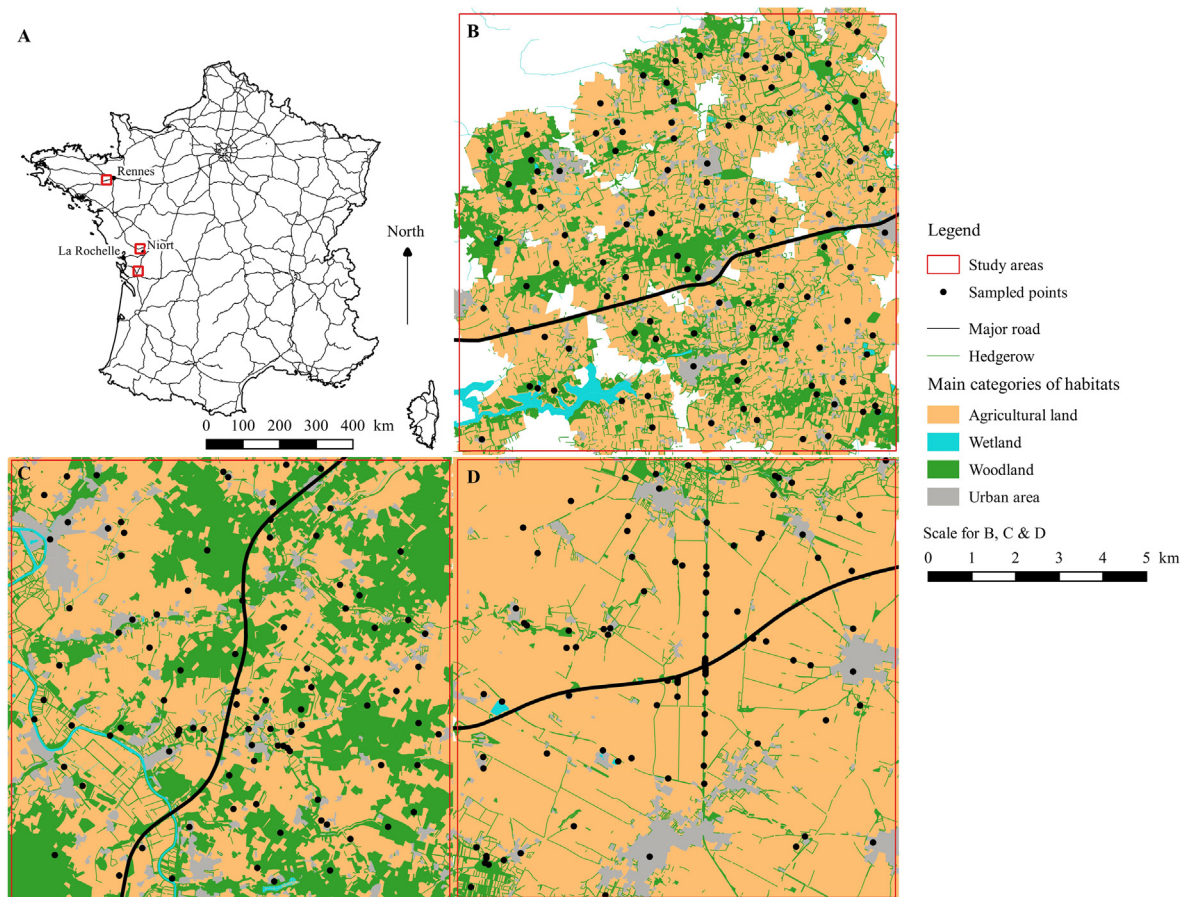 A
Rennes
Niort
La Rochelle
North
0 100 200 300 400 km
B
C
D
Legend
Study areas
Sampled points
Major road
Hedgerow
Main categories of habitats
Agricultural land
Wetland
Woodland
Urban area
Scale for B, C & D
0 1 2 3 4 5 km